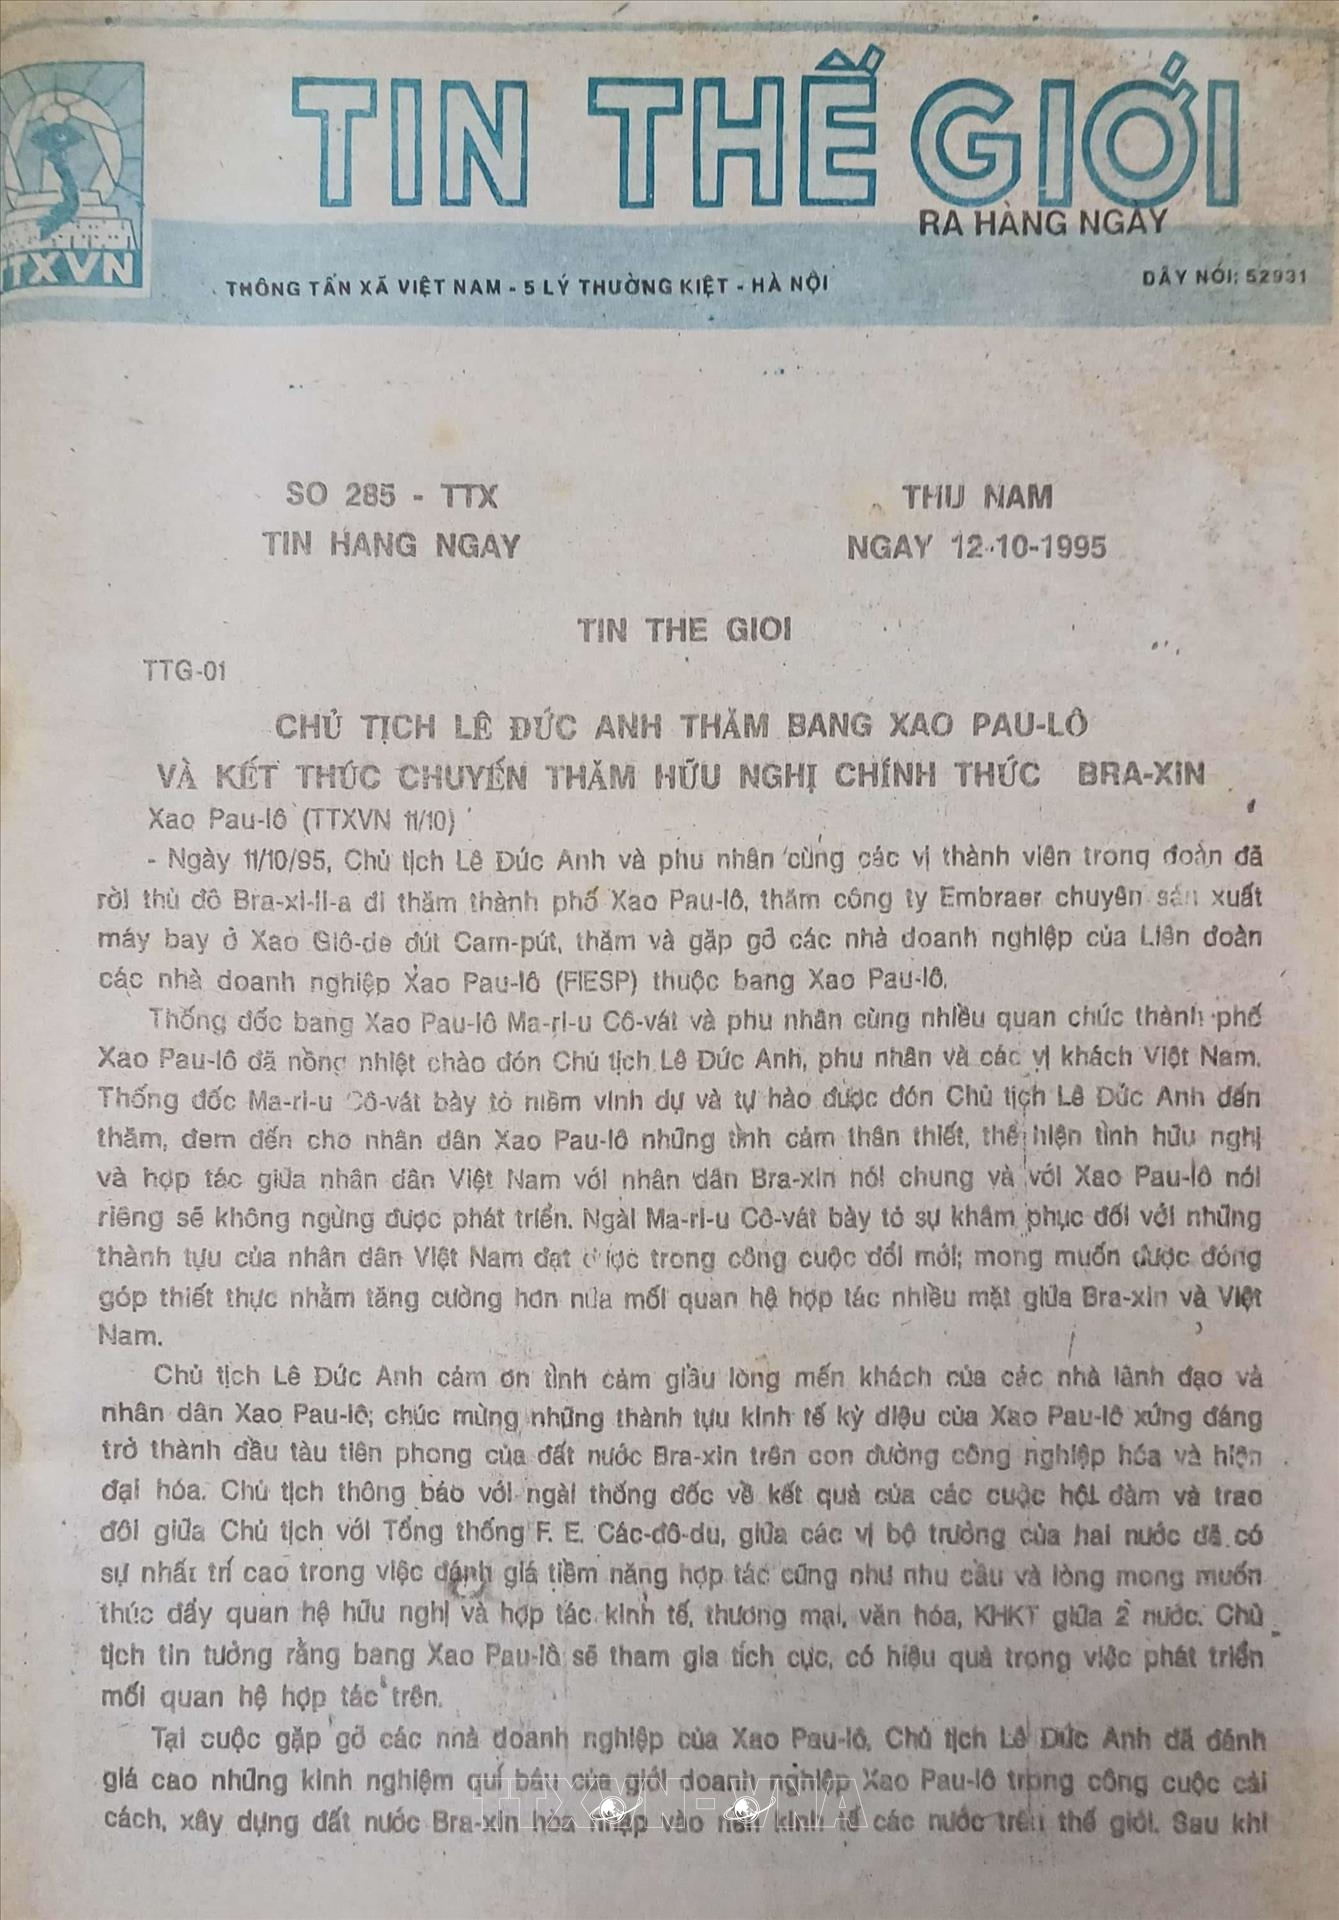 TIN THẾ GIỚI
RA HÀNG NGÀY
TTXVN
THÔNG TẤN XÃ VIỆT NAM - 5 LÝ THƯỜNG KIỆT - HÀ NỘI
DÂY NÓI: 52931
SO 285 - TTX
THU NAM
TIN HANG NGAY
NGAY 12-10-1995
TIN THE GIOI
TTG-01
CHỦ TỊCH LÊ ĐỨC ANH THĂM BANG XAO PAU-LÔ
VÀ KẾT THÚC CHUYẾN THĂM HỮU NGHỊ CHÍNH THỨC BRA-XIN
Xao Pau-lô (TTXVN 11/10)
- Ngày 11/10/95, Chủ tịch Lê Đức Anh và phu nhân cùng các vị thành viên trong đoàn đã
rời thủ đô Bra-xi-li-a đi thăm thành phố Xao Pau-lô, thăm công ty Embraer chuyên sản xuất
máy bay ở Xao Giô-de đút Cam-pút, thăm và gặp gỡ các nhà doanh nghiệp của Liên đoàn
các nhà doanh nghiệp Xao Pau-lô (FIESP) thuộc bang Xao Pau-lô.
Thống đốc bang Xao Pau-lô Ma-ri-u Cô-vát và phu nhân cùng nhiều quan chức thành phố
Xao Pau-lô đã nồng nhiệt chào đón Chủ tịch Lê Đức Anh, phu nhân và các vị khách Việt Nam.
Thống đốc Ma-ri-u Cô-vát bày tỏ niềm vinh dự và tự hào được đón Chủ tịch Lê Đức Anh đến
thăm, đem đến cho nhân dân Xao Pau-lô những tình cảm thân thiết, thể hiện tình hữu nghị
và hợp tác giữa nhân dân Việt Nam với nhân dân Bra-xin nói chung và với Xao Pau-lô nói
riêng sẽ không ngừng được phát triển. Ngài Ma-ri-u Cô-vát bày tỏ sự khâm phục đối với những
thành tựu của nhân dân Việt Nam đạt được trong công cuộc đổi mới; mong muốn được đóng
góp thiết thực nhằm tăng cường hơn nữa mối quan hệ hợp tác nhiều mặt giữa Bra-xin và Việt
Nam.
Chủ tịch Lê Đức Anh cảm ơn tình cảm giầu lòng mến khách của các nhà lãnh đạo và
nhân dân Xao Pau-lô; chúc mừng những thành tựu kinh tế kỳ diệu của Xao Pau-lô xứng đáng
trở thành đầu tàu tiên phong của đất nước Bra-xin trên con đường công nghiệp hóa và hiện
đại hóa. Chủ tịch thông báo với ngài thống đốc về kết quả của các cuộc hội đàm và trao
đổi giữa Chủ tịch với Tổng thống F. E. Các-đô-du, giữa các vị bộ trưởng của hai nước đã có
sự nhất trí cao trong việc đánh giá tiềm năng hợp tác cũng như nhu cầu và lòng mong muốn
thúc đẩy quan hệ hữu nghị và hợp tác kinh tế, thương mại, văn hóa, KHKT giữa 2 nước. Chủ
tịch tin tưởng rằng bang Xao Pau-lô sẽ tham gia tích cực, có hiệu quả trong việc phát triển
mối quan hệ hợp tác trên.
Tại cuộc gặp gỡ các nhà doanh nghiệp của Xao Pau-lô, Chủ tịch Lê Đức Anh đã đánh
giá cao những kinh nghiệm quí báu của giới doanh nghiệp Xao Pau-lô trong công cuộc cải
cách, xây dựng đất nước Bra-xin hòa nhập vào nền kinh tế các nước trên thế giới. Sau khi
TTXVN-VNA